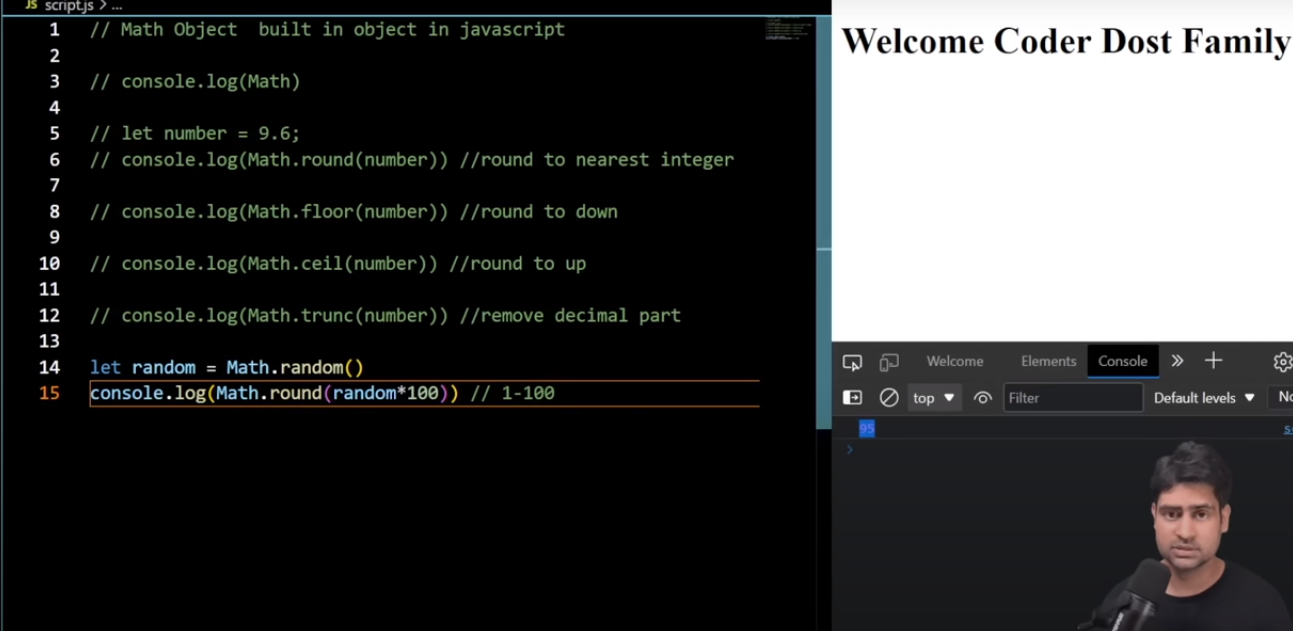 JS script.js > ...
1 // Math Object  built in object in javascript
2
3 // console.log(Math)
4
5 // let number = 9.6;
6 // console.log(Math.round(number)) //round to nearest integer
7
8 // console.log(Math.floor(number)) //round to down
9
10 // console.log(Math.ceil(number)) //round to up
11
12 // console.log(Math.trunc(number)) //remove decimal part
13
14 let random = Math.random()
15 console.log(Math.round(random*100)) // 1-100
Welcome Coder Dost Family
Welcome Elements Console
top Filter Default levels
95